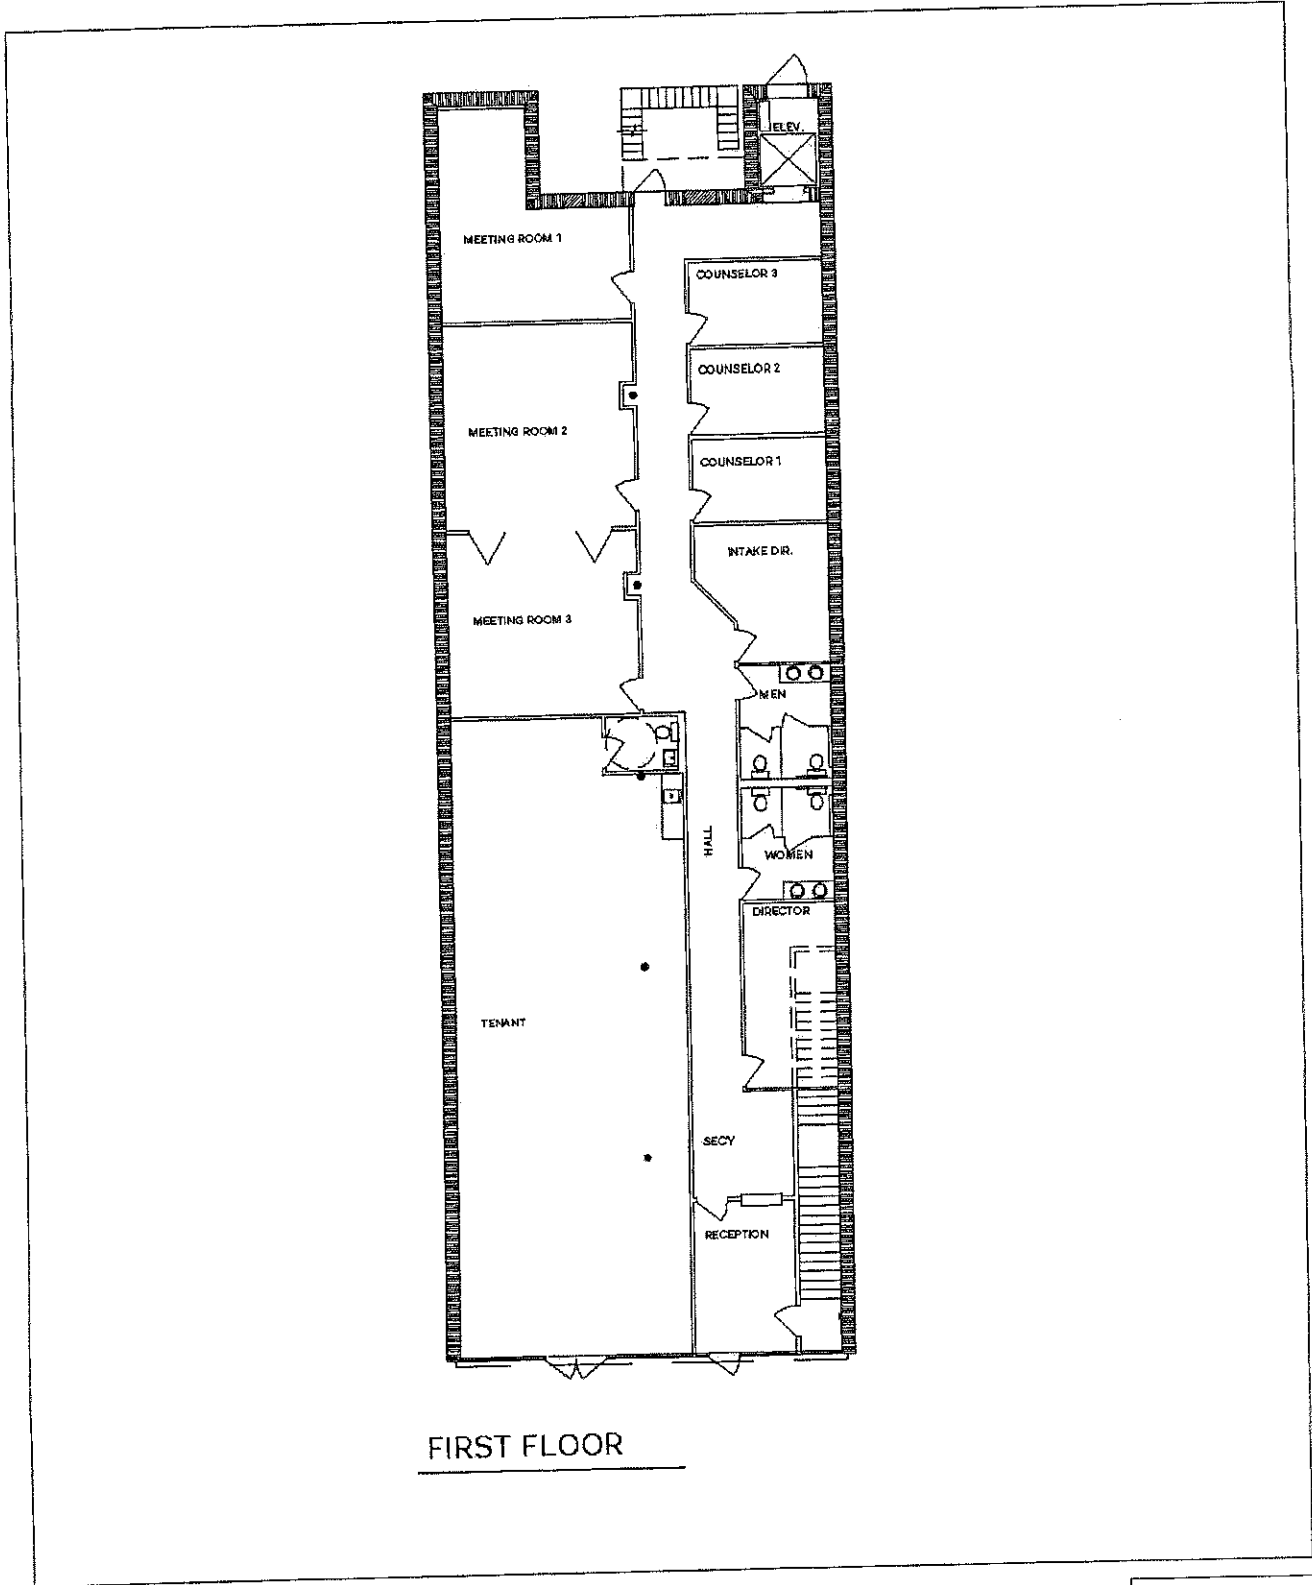 ELEV.
MEETING ROOM 1
COUNSELOR 3
COUNSELOR 2
MEETING ROOM 2
COUNSELOR 1
INTAKE DIR.
MEETING ROOM 3
MEN
HALL
WOMEN
DIRECTOR
TENANT
SECY
RECEPTION
FIRST FLOOR